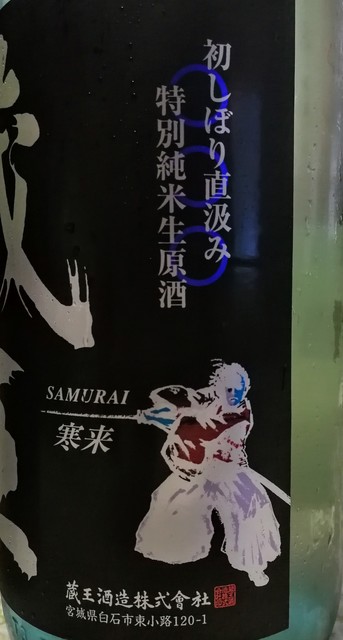 初しぼり直汲み
特別純米生原酒
SAMURAI
寒来
蔵王酒造株式會社
宮城県白石市東小路120-1